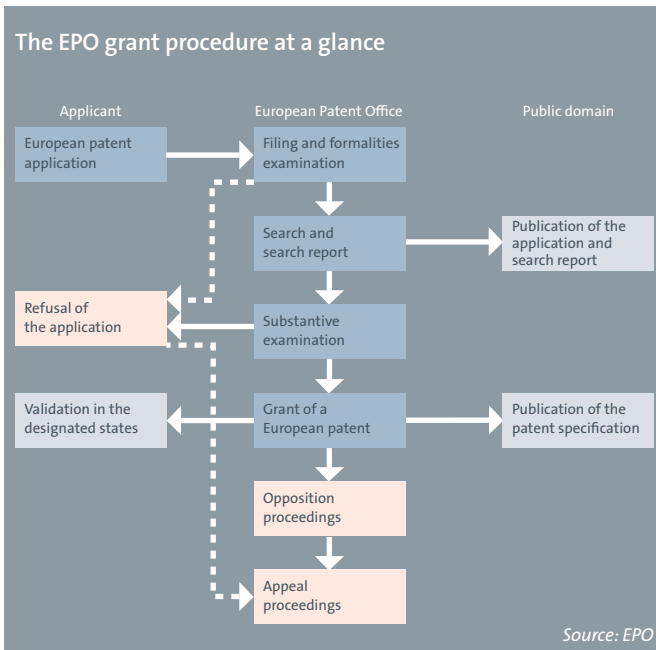 The EPO grant procedure at a glance
Applicant
European Patent Office
Public domain
European patent
application
Filing and formalities
examination
Search and
search report
Publication of the
application and
search report
Refusal of
the application
Substantive
examination
Validation in the
designated states
Grant of a
European patent
Publication of the
patent specification
Opposition
proceedings
Appeal
proceedings
Source: EPO